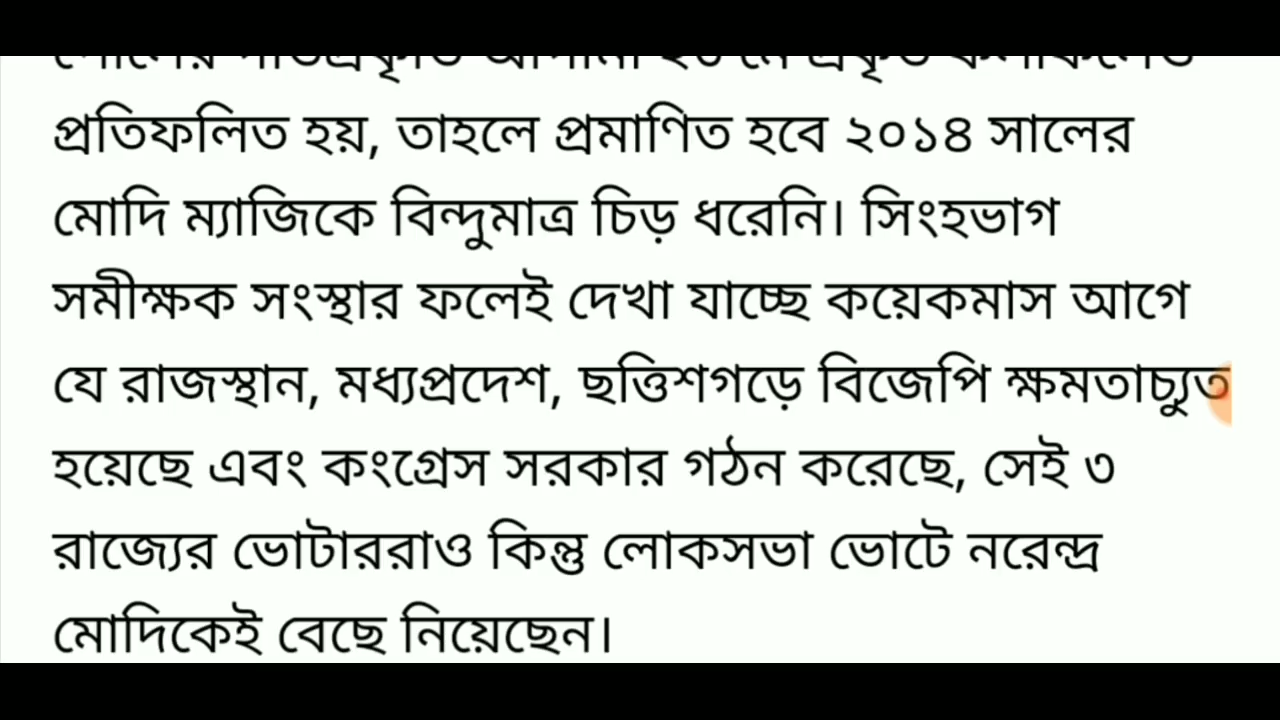 প্রতিফলিত হয়, তাহলে প্রমাণিত হবে ২০১৪ সালের
মোদি ম্যাজিকে বিন্দুমাত্র চিড় ধরেনি। সিংহভাগ
সমীক্ষক সংস্থার ফলেই দেখা যাচ্ছে কয়েকমাস আগে
যে রাজস্থান, মধ্যপ্রদেশ, ছত্তিশগড়ে বিজেপি ক্ষমতাচ্যুত
হয়েছে এবং কংগ্রেস সরকার গঠন করেছে, সেই ৩
রাজ্যের ভোটাররাও কিন্তু লোকসভা ভোটে নরেন্দ্র
মোদিকেই বেছে নিয়েছেন।